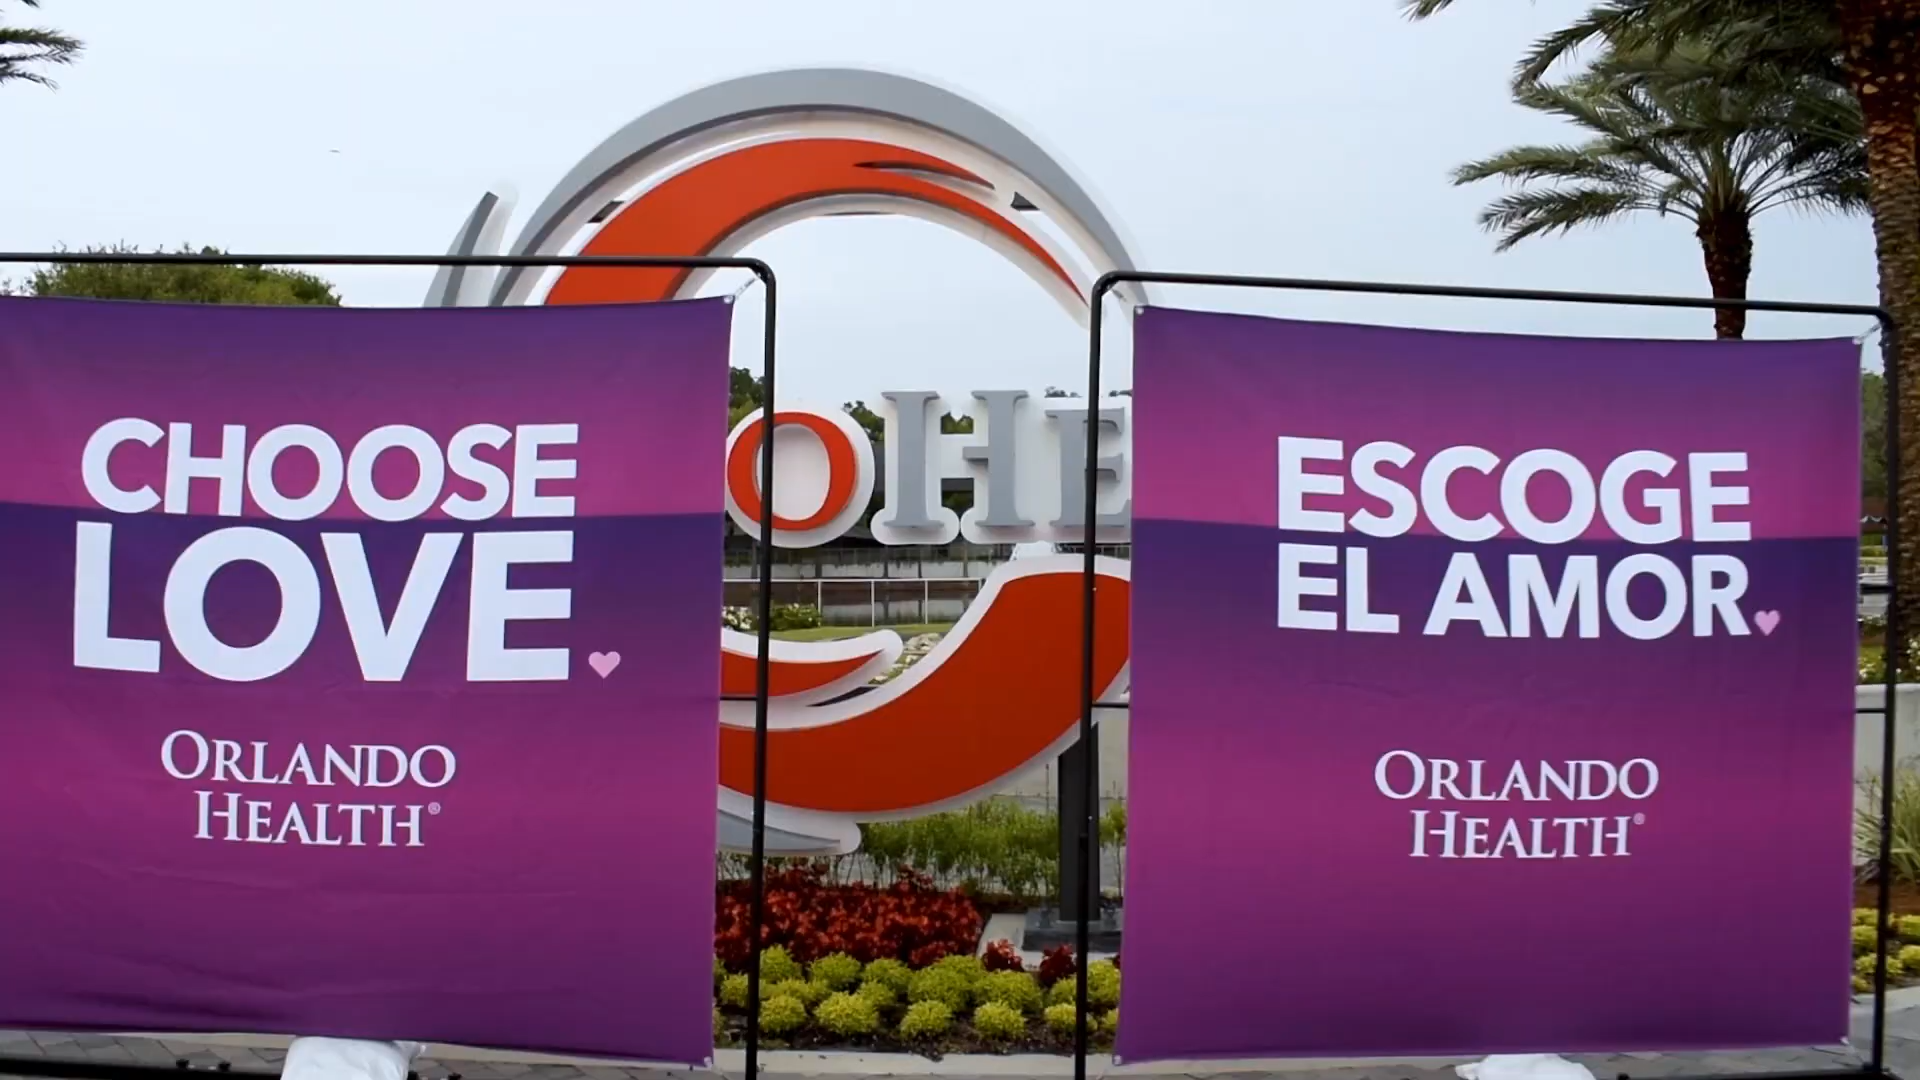 CHOOSE
LOVE.
ORLANDO
HEALTH®
OHE
ESCOGE
EL AMOR.
ORLANDO
HEALTH®